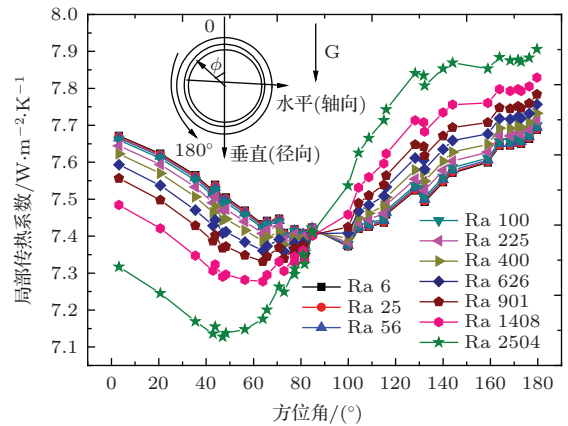 局部传热系数/W·m⁻²·K⁻¹
8.0
7.9
7.8
7.7
7.6
7.5
7.4
7.3
7.2
7.1
0
G
ϕ
水平(轴向)
180°
垂直(径向)
Ra 6
Ra 25
Ra 56
Ra 100
Ra 225
Ra 400
Ra 626
Ra 901
Ra 1408
Ra 2504
0 20 40 60 80 100 120 140 160 180
方位角/(°)